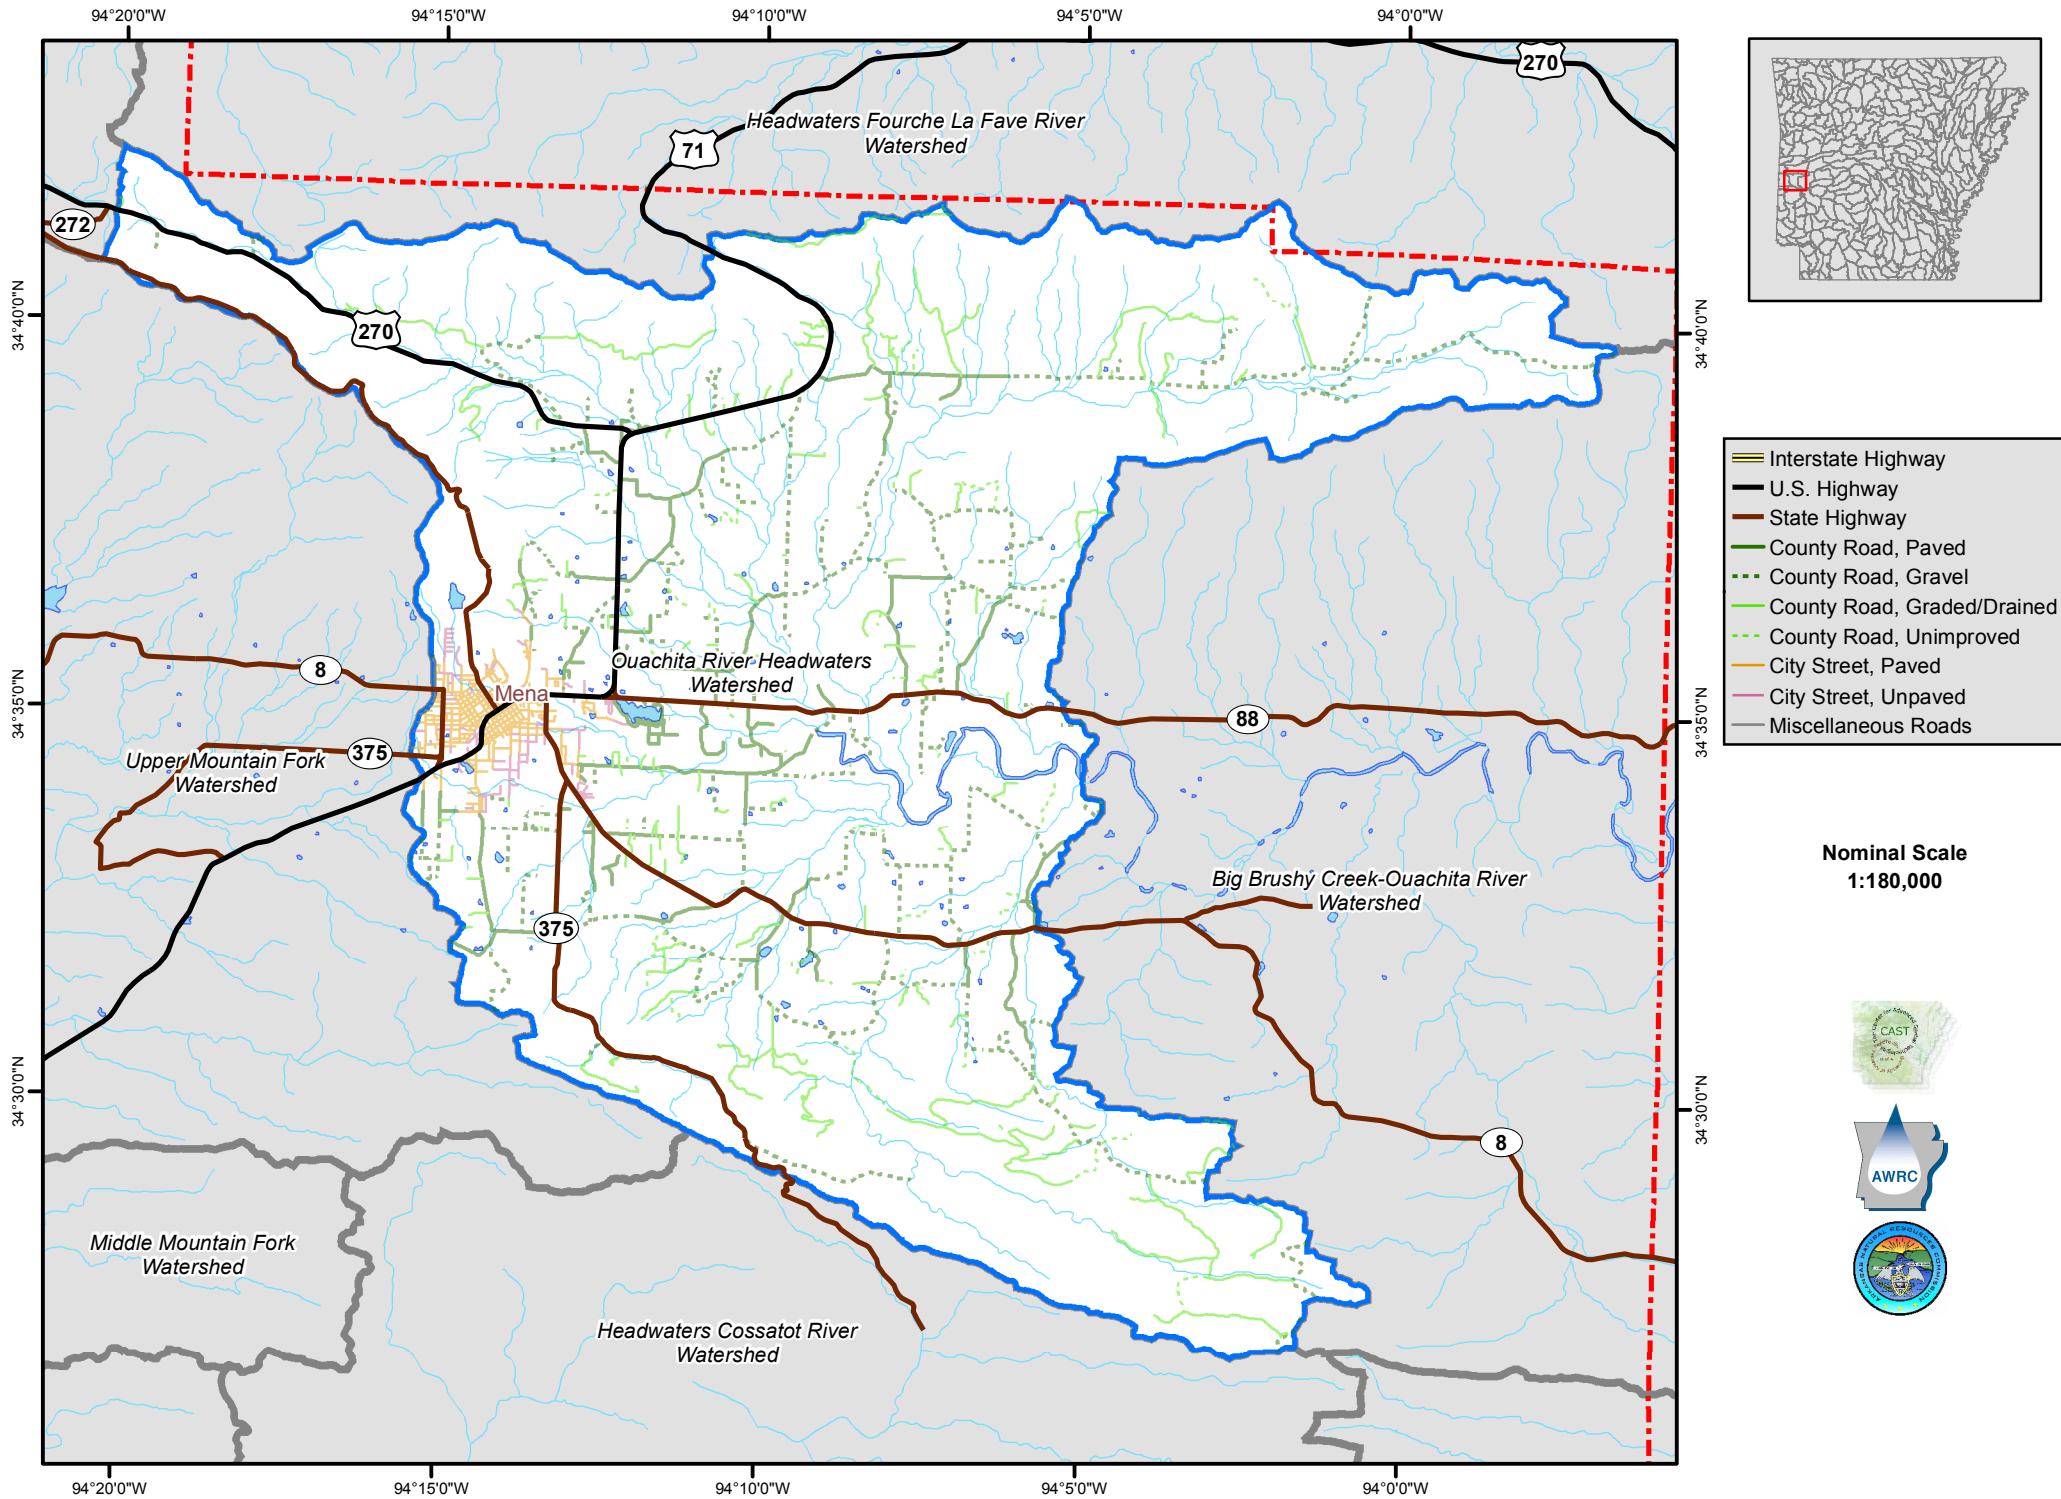 94°20'0"W
94°15'0"W
94°10'0"W
94°5'0"W
94°0'0"W
270
Headwaters Fourche La Fave River
Watershed
71
272
34°40'0"N
34°40'0"N
270
Interstate Highway
U.S. Highway
State Highway
County Road, Paved
County Road, Gravel
County Road, Graded/Drained
County Road, Unimproved
City Street, Paved
City Street, Unpaved
Miscellaneous Roads
8
Ouachita River Headwaters
Watershed
Mena
34°35'0"N
34°35'0"N
88
375
Upper Mountain Fork
Watershed
Nominal Scale
1:180,000
Big Brushy Creek-Ouachita River
Watershed
375
CAST
34°30'0"N
34°30'0"N
8
AWRC
Middle Mountain Fork
Watershed
ARKANSAS NATURAL RESOURCES COMMISSION
Headwaters Cossatot River
Watershed
94°20'0"W
94°15'0"W
94°10'0"W
94°5'0"W
94°0'0"W